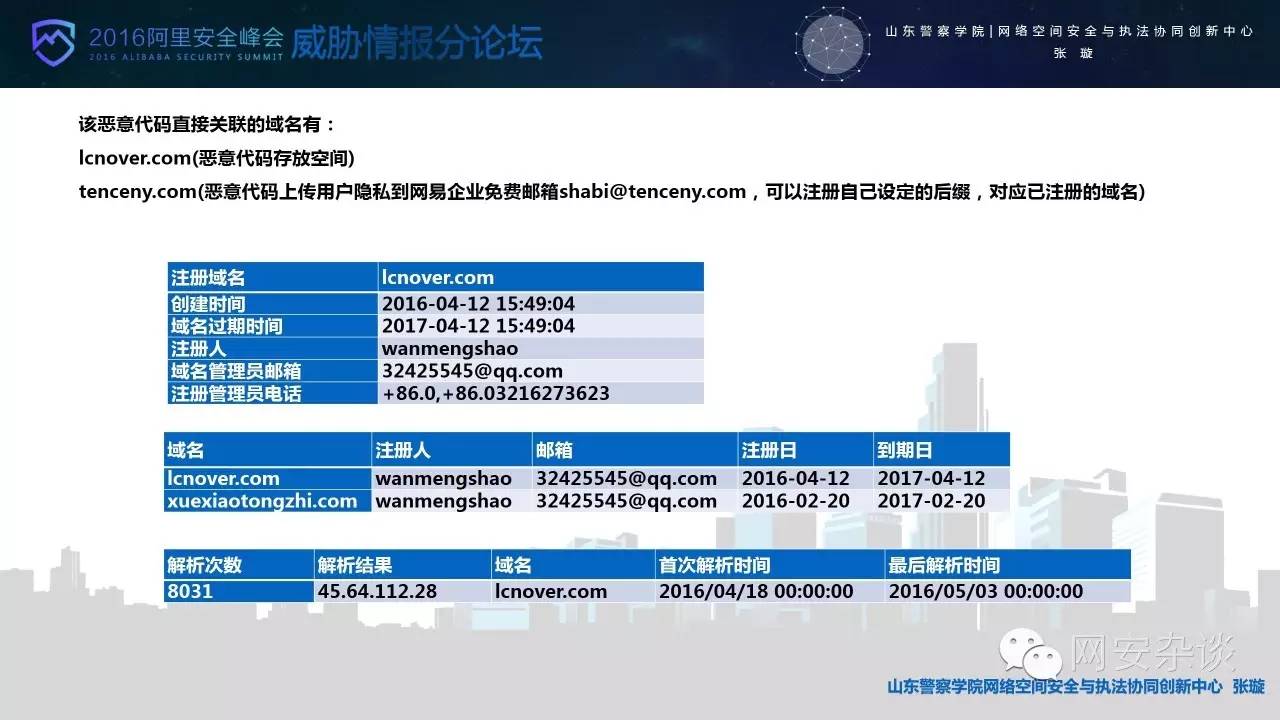 2016阿里安全峰会 威胁情报分论坛
2016 ALIBABA SECURITY SUMMIT
山东警察学院|网络空间安全与执法协同创新中心
张 璇
该恶意代码直接关联的域名有：
lcnover.com(恶意代码存放空间)
tenceny.com(恶意代码上传用户隐私到网易企业免费邮箱shabi@tenceny.com，可以注册自己设定的后缀，对应已注册的域名)
注册域名 lcnover.com
创建时间 2016-04-12 15:49:04
域名过期时间 2017-04-12 15:49:04
注册人 wanmengshao
域名管理员邮箱 32425545@qq.com
注册管理员电话 +86.0,+86.03216273623
域名 注册人 邮箱 注册日 到期日
lcnover.com wanmengshao 32425545@qq.com 2016-04-12 2017-04-12
xuexiaotongzhi.com wanmengshao 32425545@qq.com 2016-02-20 2017-02-20
解析次数 解析结果 域名 首次解析时间 最后解析时间
8031 45.64.112.28 lcnover.com 2016/04/18 00:00:00 2016/05/03 00:00:00
网安杂谈
山东警察学院网络空间安全与执法协同创新中心 张璇